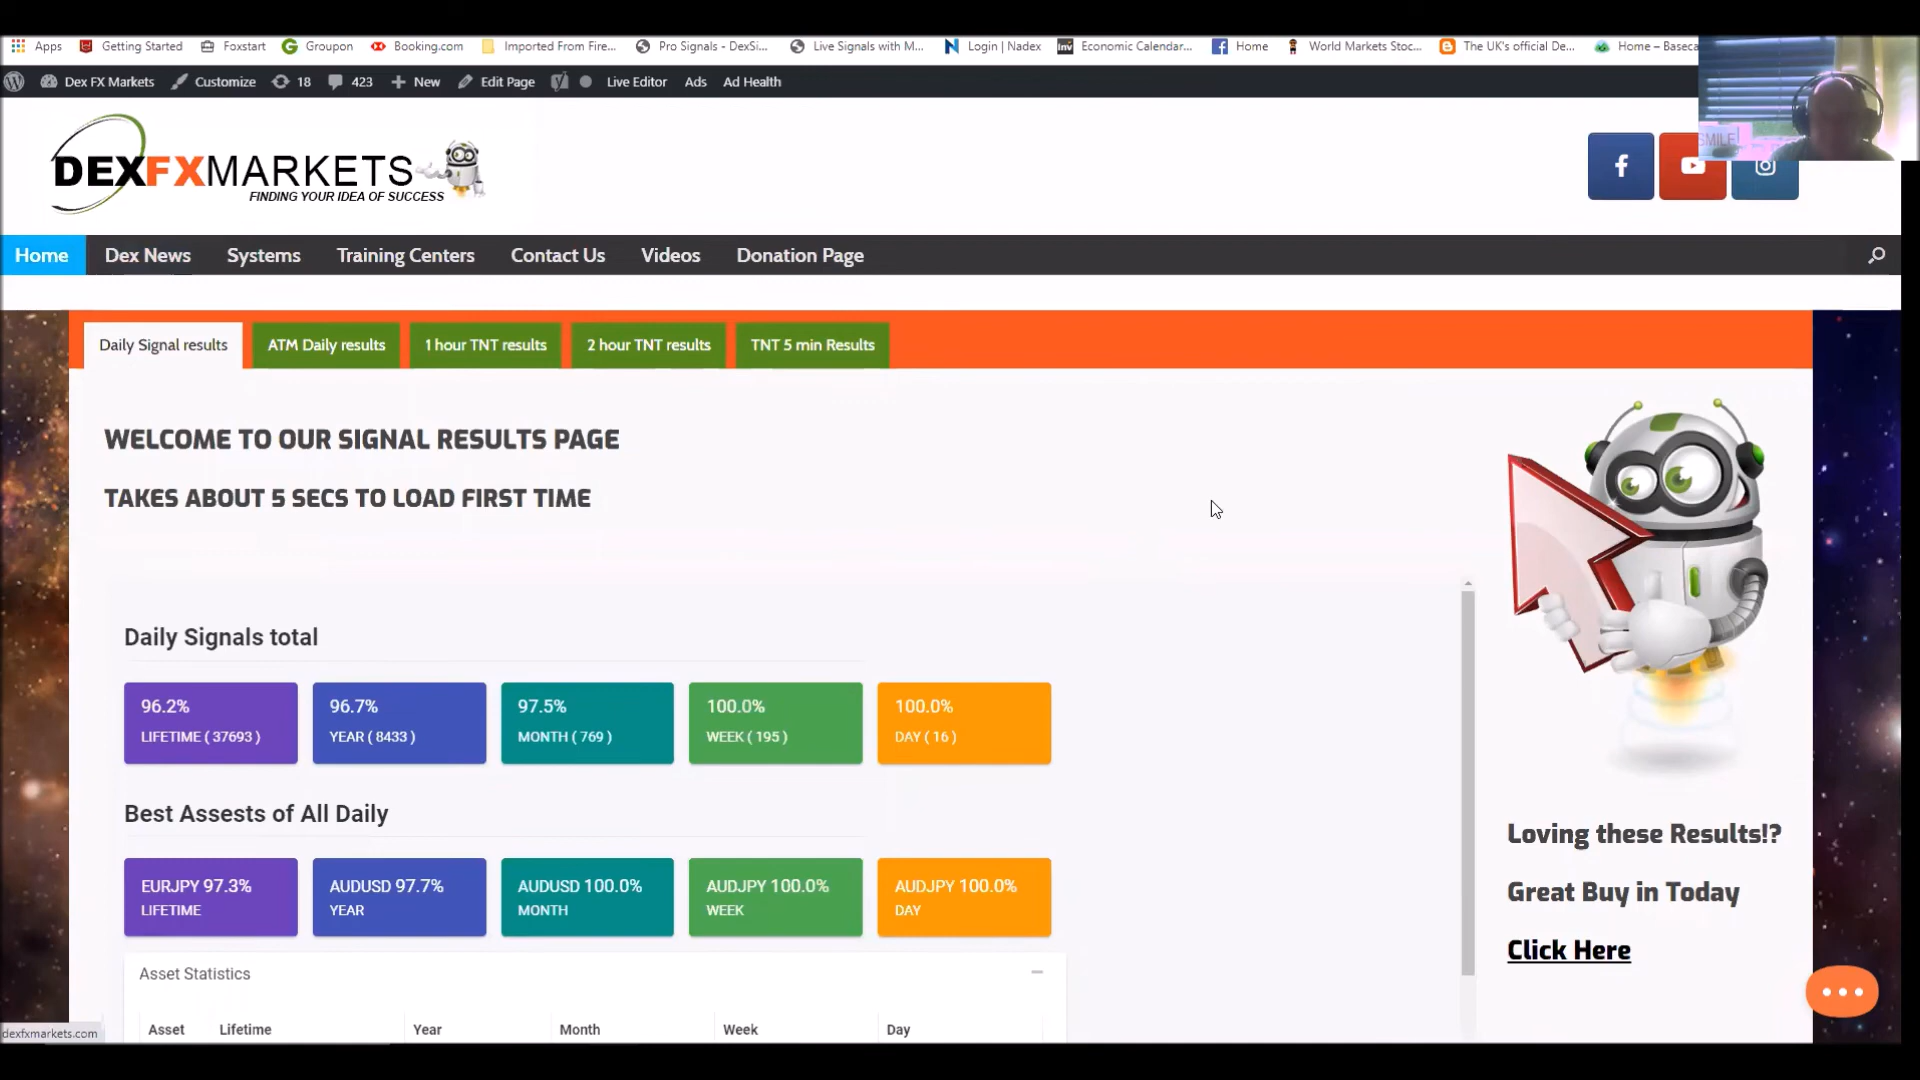 Apps Getting Started Foxstart Groupon Booking.com Imported From Fire... Pro Signals - DexSi... Live Signals with M... Login | Nadex Economic Calendar... Home World Markets Stoc... The UK's official De... Home – Baseca
Dex FX Markets Customize 18 423 New Edit Page Live Editor Ads Ad Health
SMILE
DEXFXMARKETS
FINDING YOUR IDEA OF SUCCESS
Home Dex News Systems Training Centers Contact Us Videos Donation Page
Daily Signal results ATM Daily results 1 hour TNT results 2 hour TNT results TNT 5 min Results
WELCOME TO OUR SIGNAL RESULTS PAGE
TAKES ABOUT 5 SECS TO LOAD FIRST TIME
Daily Signals total
96.2% 96.7% 97.5% 100.0% 100.0%
LIFETIME ( 37693 ) YEAR ( 8433 ) MONTH ( 769 ) WEEK ( 195 ) DAY ( 16 )
Best Assests of All Daily
EURJPY 97.3% AUDUSD 97.7% AUDUSD 100.0% AUDJPY 100.0% AUDJPY 100.0%
LIFETIME YEAR MONTH WEEK DAY
Asset Statistics
Asset Lifetime Year Month Week Day
Loving these Results!?
Great Buy in Today
Click Here
dexfxmarkets.com